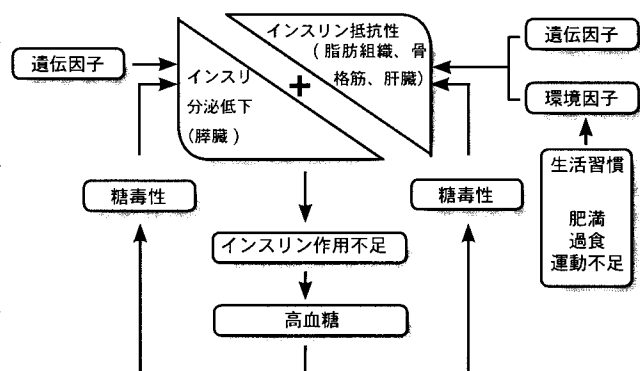 インスリン抵抗性
(脂肪組織、骨
格筋、肝臓)
遺伝因子
遺伝因子
インスリ
分泌低下
(膵臓)
+
環境因子
生活習慣
肥満
過食
運動不足
糖毒性
糖毒性
インスリン作用不足
高血糖